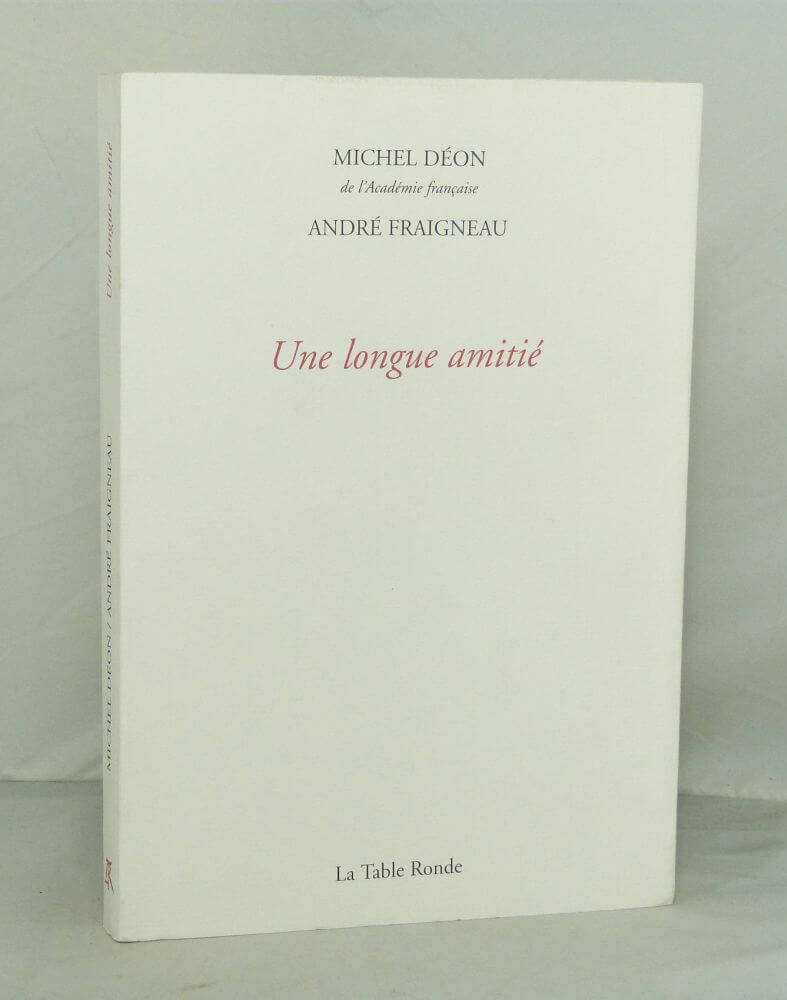 MICHEL DÉON
de l'Académie française
ANDRÉ FRAIGNEAU
Une longue amitié
La Table Ronde
Une longue amitié
MICHEL DÉON / ANDRÉ FRAIGNEAU